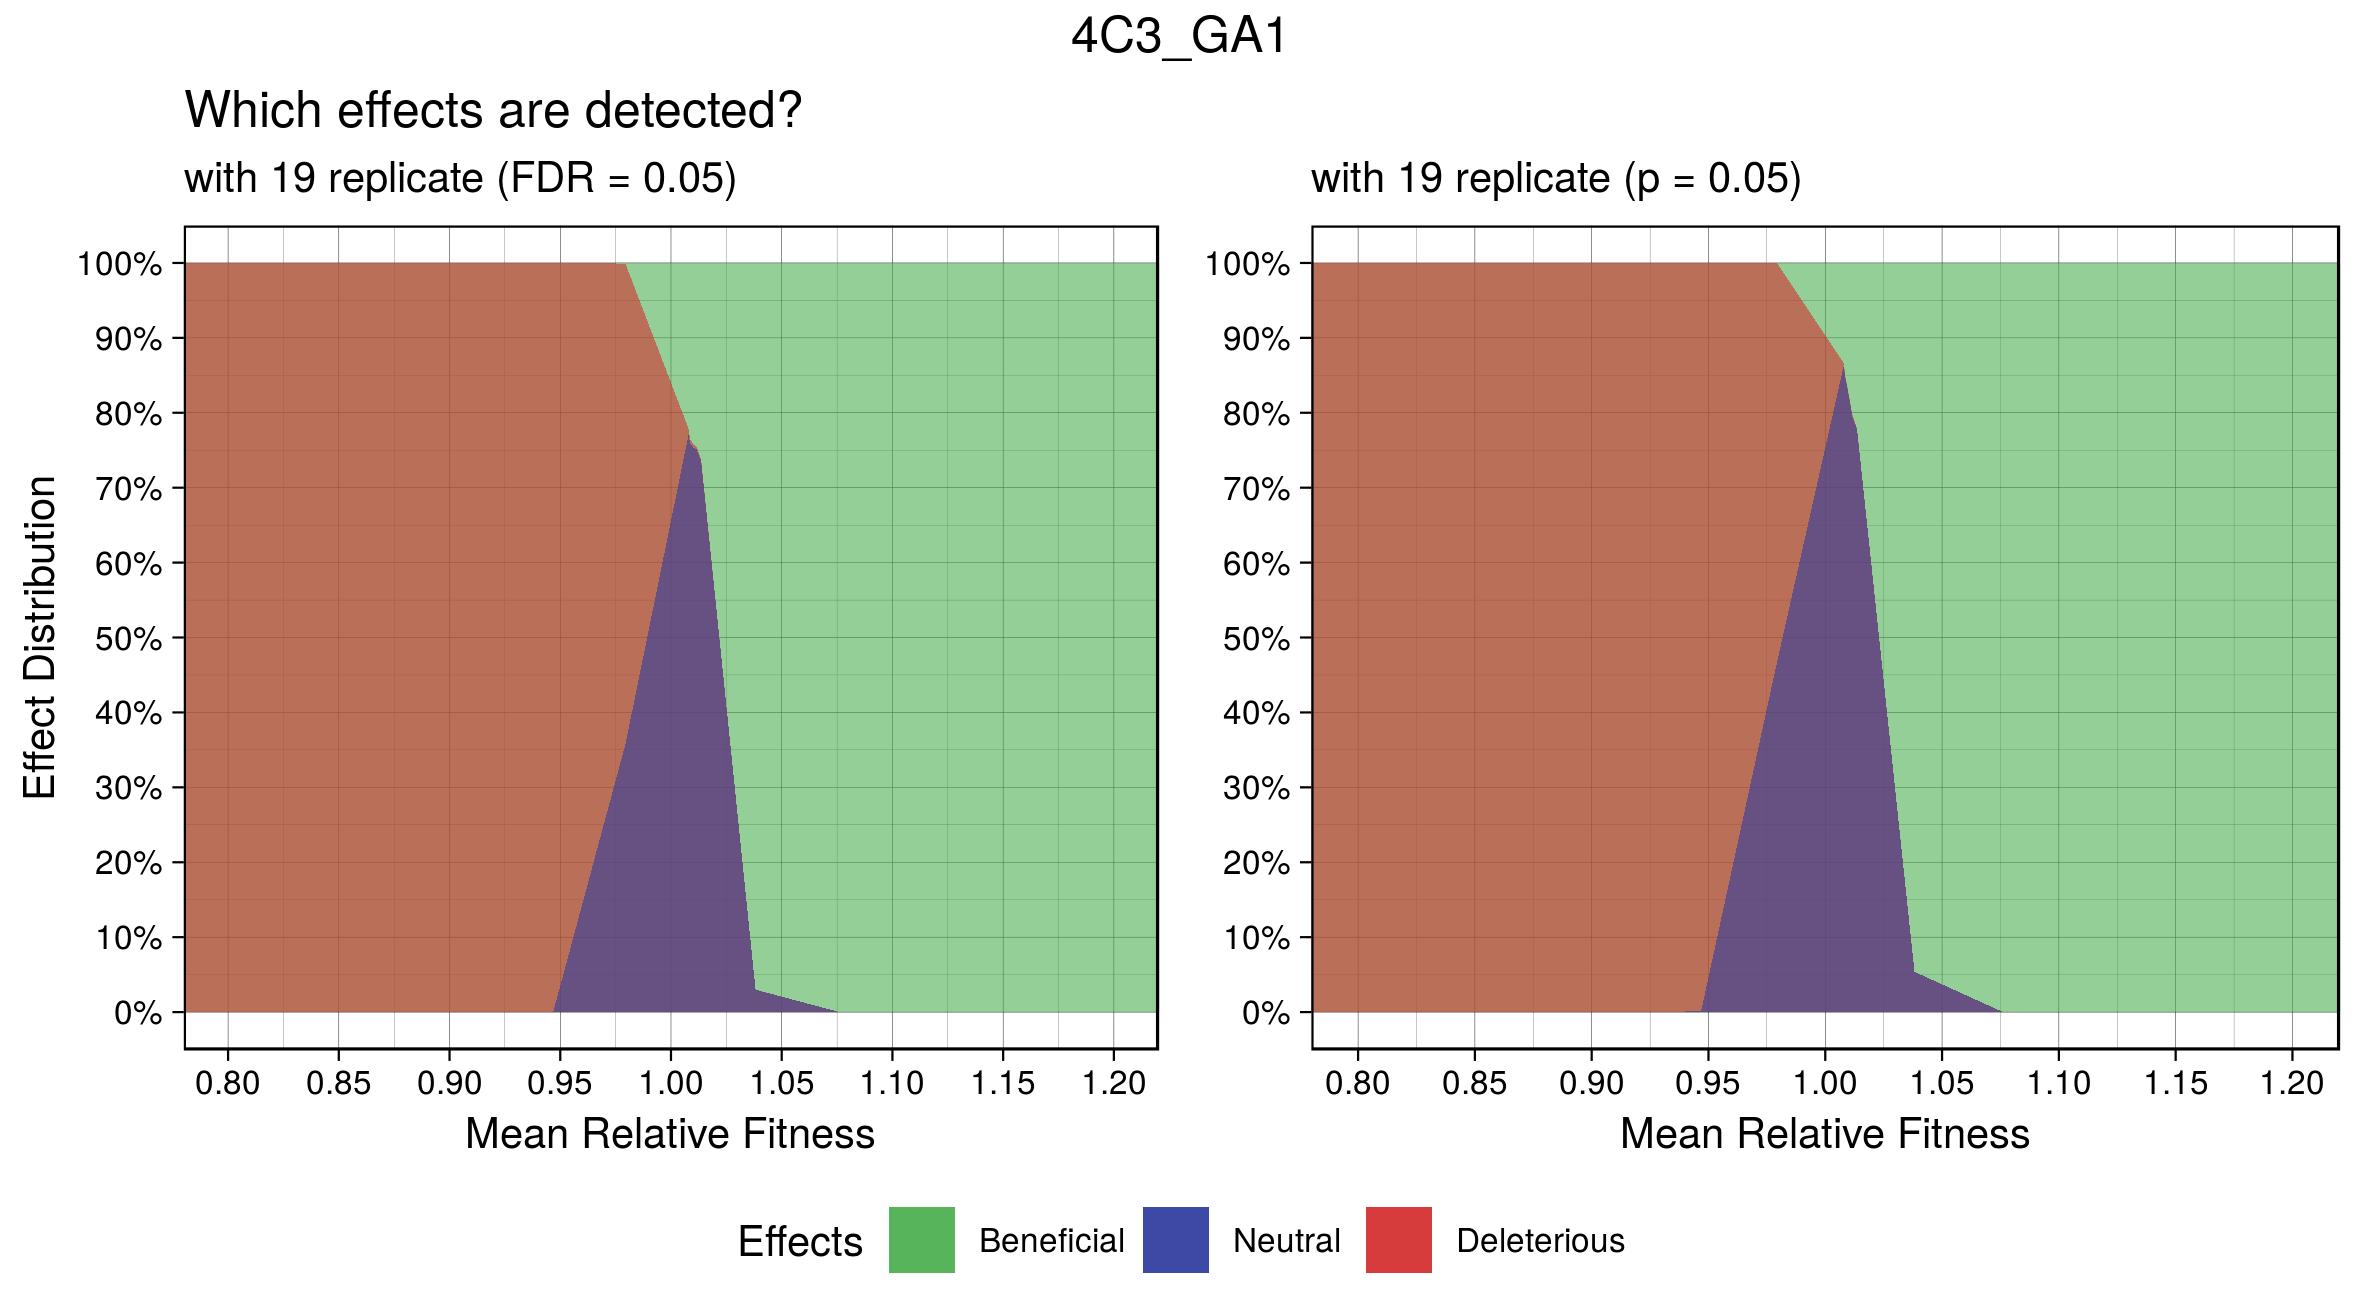 4C3_GA1
Which effects are detected?
with 19 replicate (FDR = 0.05)
with 19 replicate (p = 0.05)
Effect Distribution
100%
90%
80%
70%
60%
50%
40%
30%
20%
10%
0%
0.80 0.85 0.90 0.95 1.00 1.05 1.10 1.15 1.20
Mean Relative Fitness
100%
90%
80%
70%
60%
50%
40%
30%
20%
10%
0%
0.80 0.85 0.90 0.95 1.00 1.05 1.10 1.15 1.20
Mean Relative Fitness
Effects Beneficial Neutral Deleterious